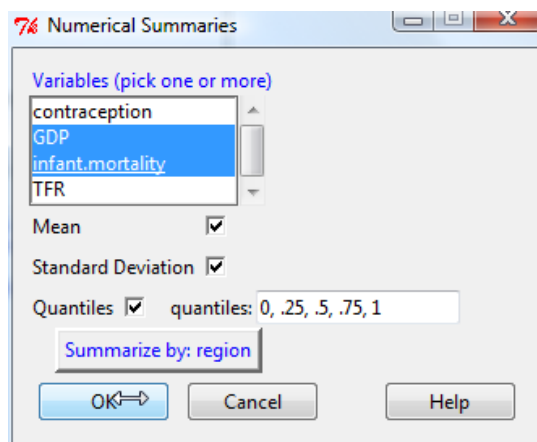 Numerical Summaries
Variables (pick one or more)
contraception
GDP
infant.mortality
TFR
Mean
Standard Deviation
Quantiles quantiles: 0, .25, .5, .75, 1
Summarize by: region
OK Cancel Help